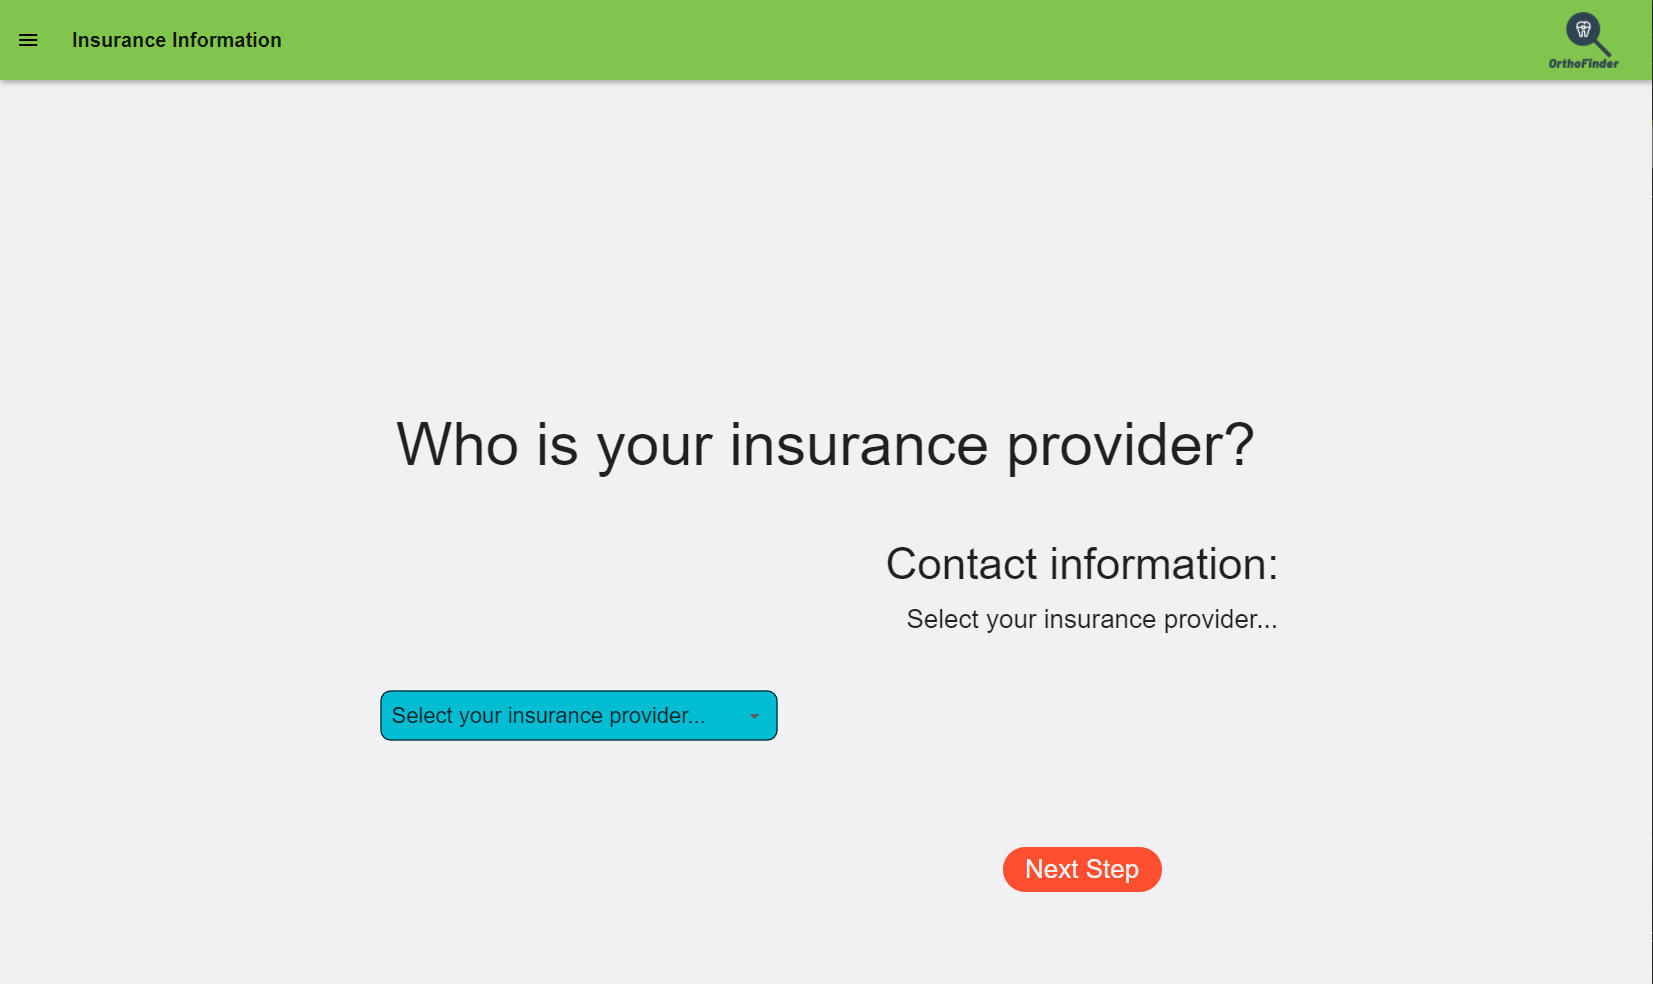 Insurance Information
OrthoFinder
Who is your insurance provider?
Contact information:
Select your insurance provider...
Select your insurance provider...
Next Step